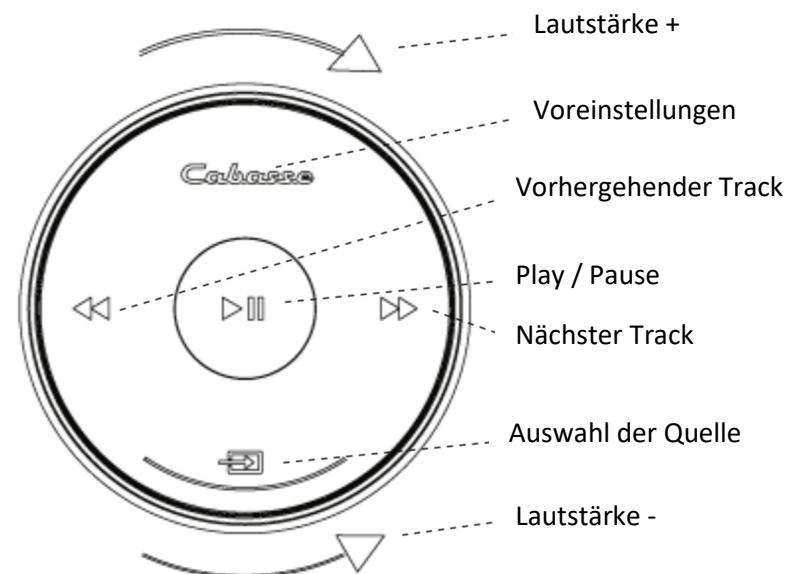 Lautstärke +
Voreinstellungen
Cabasse
Vorhergehender Track
Play / Pause
Nächster Track
Auswahl der Quelle
Lautstärke -